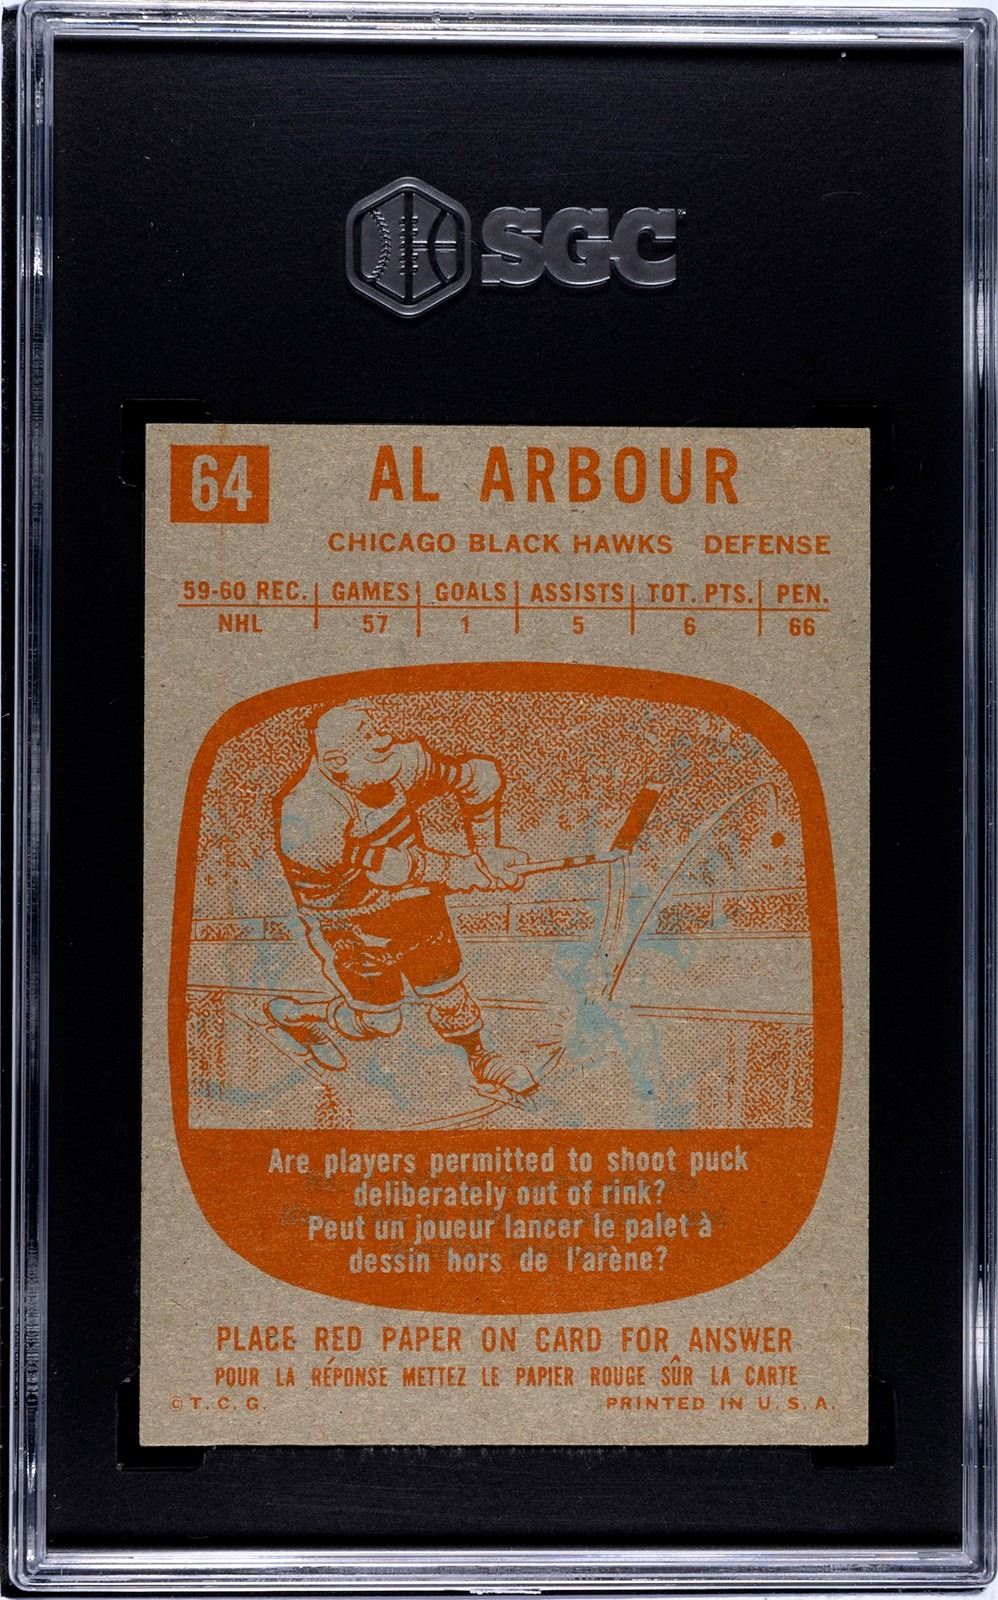 SGC
64
AL ARBOUR
CHICAGO BLACK HAWKS DEFENSE
59-60 REC. GAMES GOALS ASSISTS TOT. PTS. PEN.
NHL 57 1 5 6 66
Are players permitted to shoot puck
deliberately out of rink?
Peut un joueur lancer le palet à
dessin hors de l'arène?
PLACE RED PAPER ON CARD FOR ANSWER
POUR LA RÉPONSE METTEZ LE PAPIER ROUGE SÛR LA CARTE
© T. C. G. PRINTED IN U. S. A.